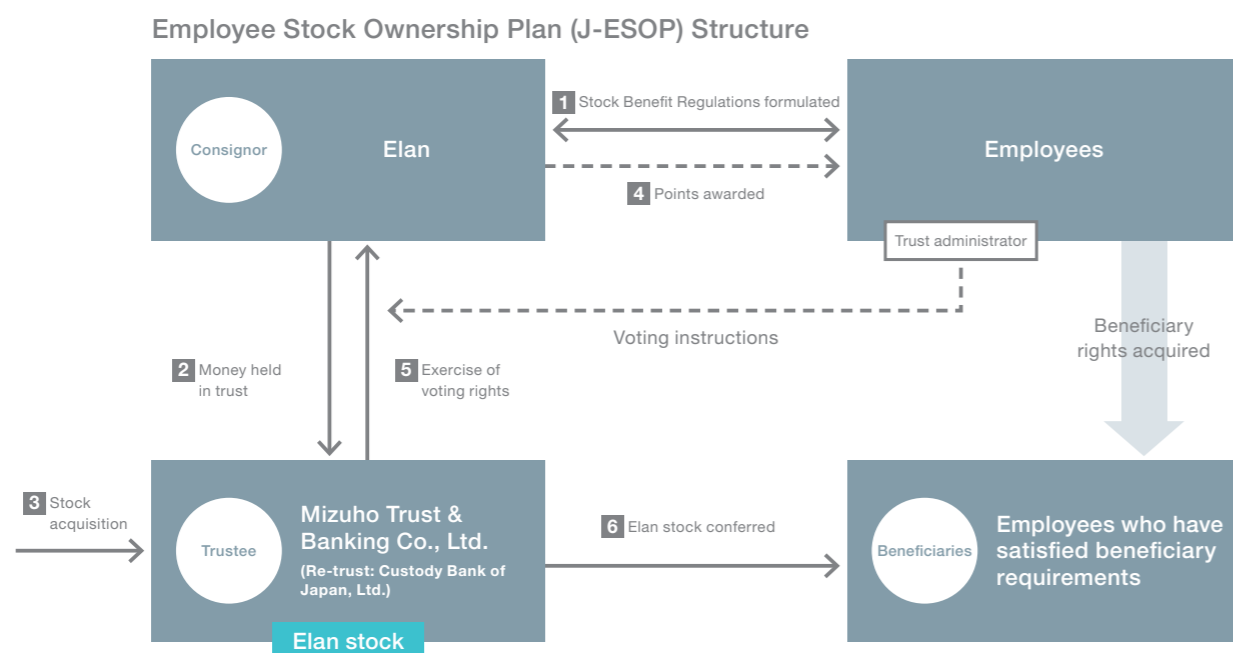 Employee Stock Ownership Plan (J-ESOP) Structure
Consignor
Elan
1 Stock Benefit Regulations formulated
4 Points awarded
Employees
Trust administrator
Voting instructions
Beneficiary
rights acquired
2 Money held
in trust
5 Exercise of
voting rights
3 Stock
acquisition
Trustee
Mizuho Trust &
Banking Co., Ltd.
(Re-trust: Custody Bank of
Japan, Ltd.)
Elan stock
6 Elan stock conferred
Beneficiaries
Employees who have
satisfied beneficiary
requirements